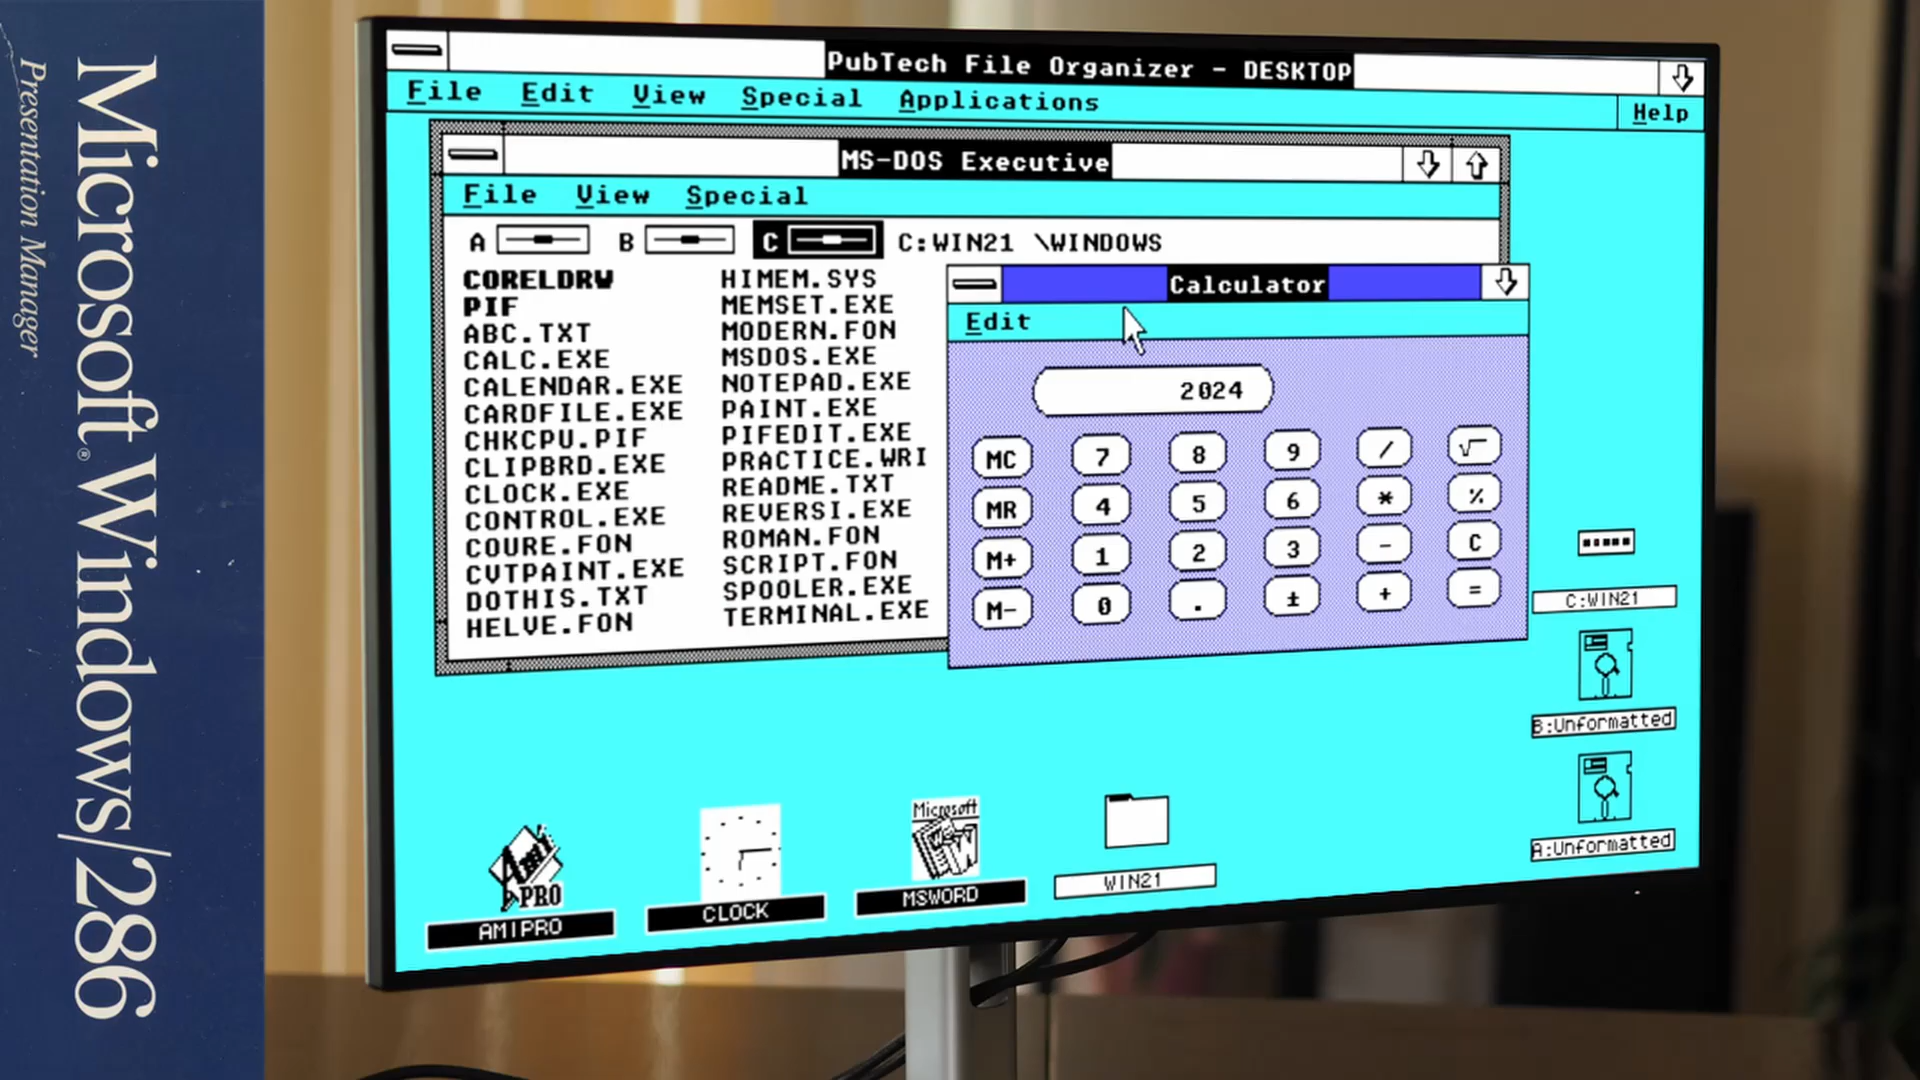 Microsoft® Windows/286
Presentation Manager
PubTech File Organizer - DESKTOP
File Edit View Special Applications Help
MS-DOS Executive
File View Special
A B C C:WIN21 \WINDOWS
CORELDRW HIMEM.SYS
PIF MEMSET.EXE
ABC.TXT MODERN.FON
CALC.EXE MSDOS.EXE
CALENDAR.EXE NOTEPAD.EXE
CARDFILE.EXE PAINT.EXE
CHKCPU.PIF PIFEDIT.EXE
CLIPBRD.EXE PRACTICE.WRI
CLOCK.EXE README.TXT
CONTROL.EXE REVERSI.EXE
COURE.FON ROMAN.FON
CVTPAINT.EXE SCRIPT.FON
DOTHIS.TXT SPOOLER.EXE
HELVE.FON TERMINAL.EXE
Calculator
Edit
2024
MC 7 8 9 / √
MR 4 5 6 * %
M+ 1 2 3 - C
M- 0 . ± + =
C:WIN21
B:Unformatted
A:Unformatted
Ami PRO
AMIPRO
CLOCK
Microsoft
MSWORD
WIN21